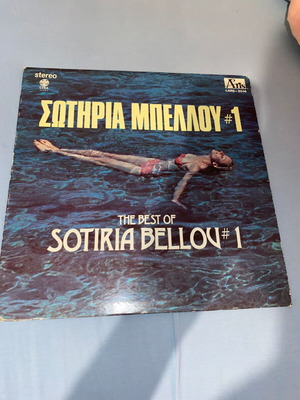 stereo
ΣΩΤΗΡΙΑ ΜΠΕΛΛΟΥ #1
THE BEST OF
SOTIRIA BELLOU #1